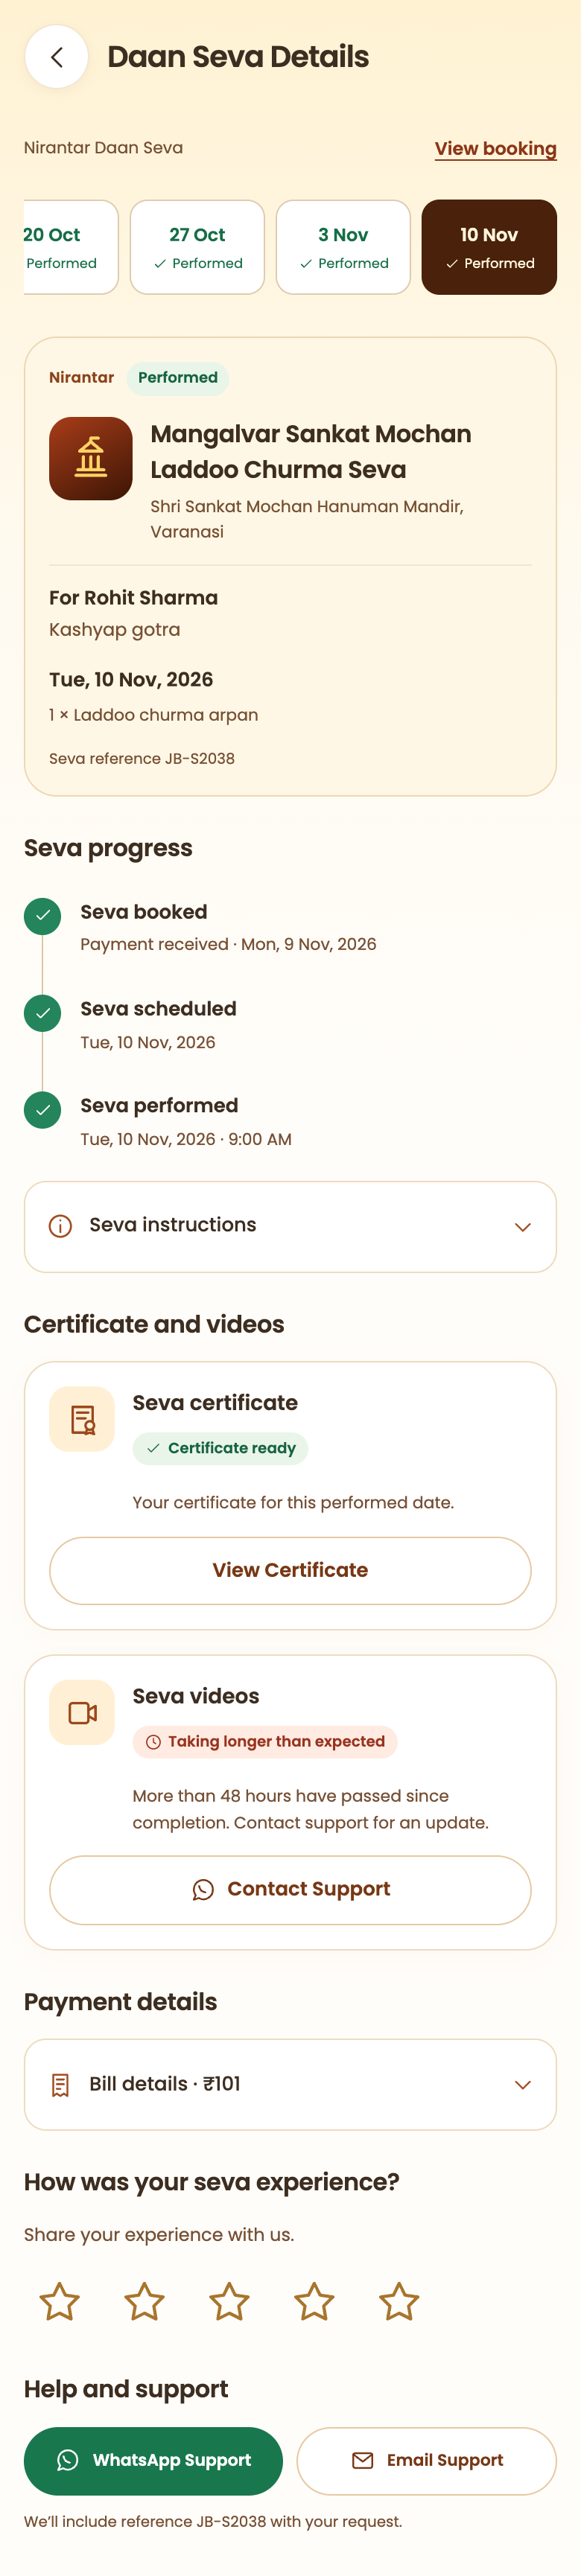 Daan Seva Details
Nirantar Daan Seva
View booking
20 Oct
Performed
27 Oct
Performed
3 Nov
Performed
10 Nov
Performed
Nirantar
Performed
Mangalvar Sankat Mochan
Laddoo Churma Seva
Shri Sankat Mochan Hanuman Mandir,
Varanasi
For Rohit Sharma
Kashyap gotra
Tue, 10 Nov, 2026
1 × Laddoo churma arpan
Seva reference JB-S2038
Seva progress
Seva booked
Payment received · Mon, 9 Nov, 2026
Seva scheduled
Tue, 10 Nov, 2026
Seva performed
Tue, 10 Nov, 2026 · 9:00 AM
Seva instructions
Certificate and videos
Seva certificate
Certificate ready
Your certificate for this performed date.
View Certificate
Seva videos
Taking longer than expected
More than 48 hours have passed since
completion. Contact support for an update.
Contact Support
Payment details
Bill details · ₹101
How was your seva experience?
Share your experience with us.
Help and support
WhatsApp Support
Email Support
We'll include reference JB-S2038 with your request.